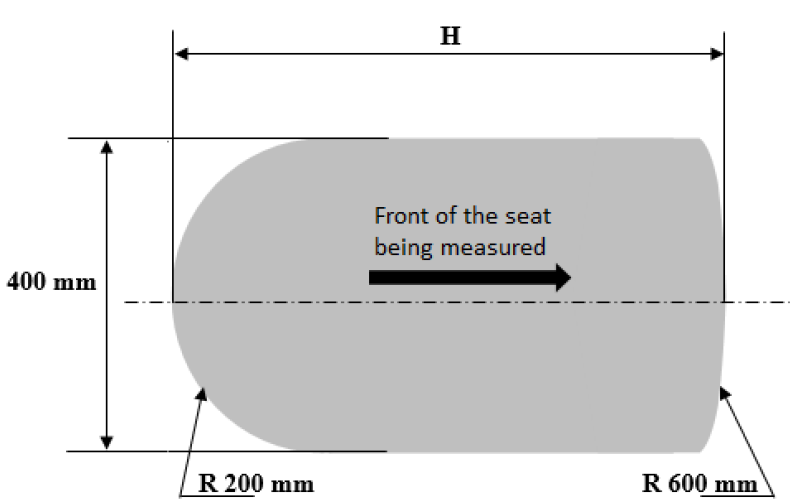 H
Front of the seat
being measured
400 mm
R 200 mm
R 600 mm